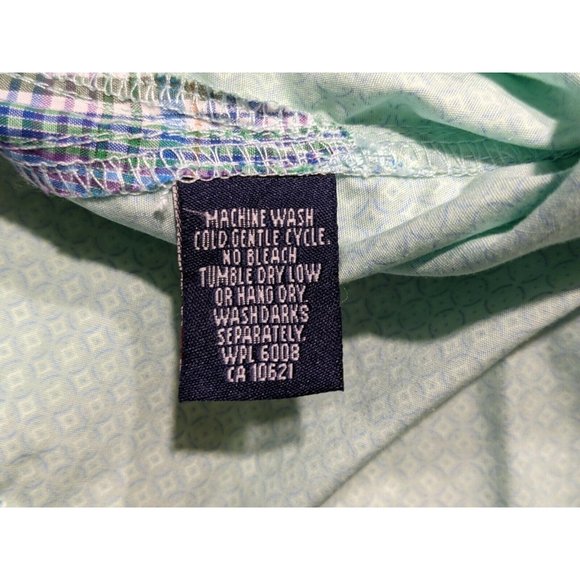 MACHINE WASH
COLD GENTLE CYCLE.
NO BLEACH
TUMBLE DRY LOW
OR HANG DRY.
WASH DARKS
SEPARATELY.
WPL 6008
CA 10621